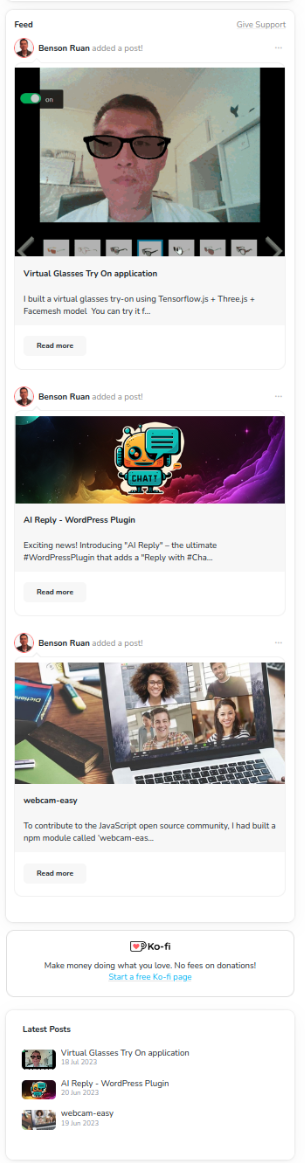 Feed
Give Support
Benson Ruan added a post!
on
Virtual Glasses Try On application
I built a virtual glasses try-on using Tensorflow.js + Three.js +
Facemesh model  You can try it f...
Read more
Benson Ruan added a post!
CHAT!
AI Reply - WordPress Plugin
Exciting news! Introducing "AI Reply" – the ultimate
#WordPressPlugin that adds a "Reply with #Cha...
Read more
Benson Ruan added a post!
webcam-easy
To contribute to the JavaScript open source community, I had built a
npm module called 'webcam-eas...
Read more
Ko-fi
Make money doing what you love. No fees on donations!
Start a free Ko-fi page
Latest Posts
Virtual Glasses Try On application
18 Jul 2023
AI Reply - WordPress Plugin
20 Jun 2023
webcam-easy
19 Jun 2023